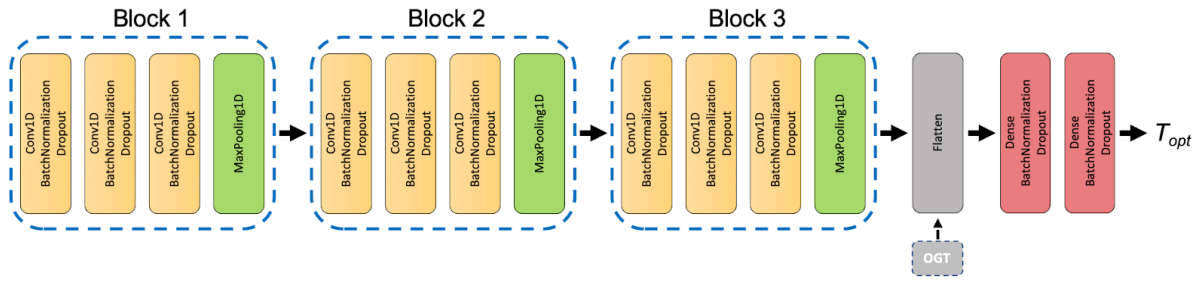 Block 1
Block 2
Block 3
Conv1D
BatchNormalization
Dropout
Conv1D
BatchNormalization
Dropout
Conv1D
BatchNormalization
Dropout
MaxPooling1D
Conv1D
BatchNormalization
Dropout
Conv1D
BatchNormalization
Dropout
Conv1D
BatchNormalization
Dropout
MaxPooling1D
Conv1D
BatchNormalization
Dropout
Conv1D
BatchNormalization
Dropout
Conv1D
BatchNormalization
Dropout
MaxPooling1D
Flatten
OGT
Dense
BatchNormalization
Dropout
Dense
BatchNormalization
Dropout
Topt